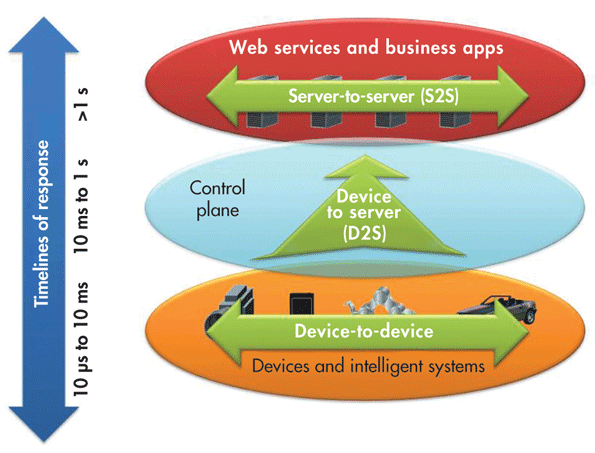 Timelines of response
>1 s
10 ms to 1 s
10 µs to 10 ms
Web services and business apps
Server-to-server (S2S)
Control
plane
Device
to server
(D2S)
Device-to-device
Devices and intelligent systems